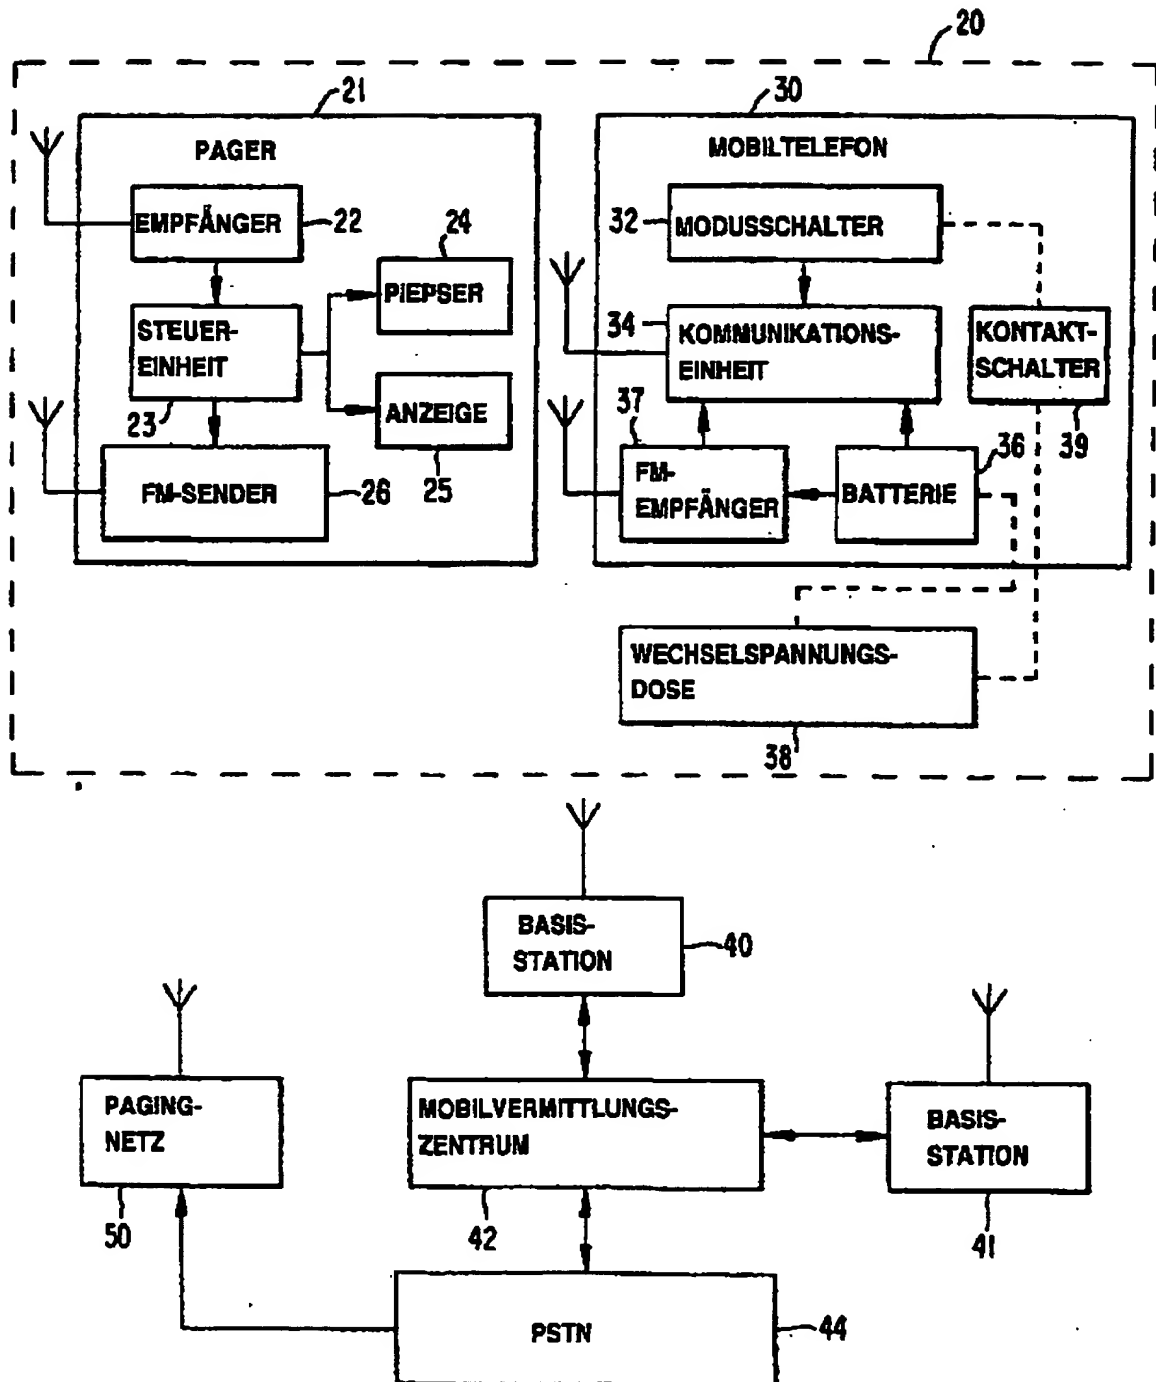 20
21
30
PAGER
MOBILTELEFON
EMPFÄNGER
22
24
32
MODUSSCHALTER
PIEPSER
STEUER-
EINHEIT
23
34
KOMMUNIKATIONS-
EINHEIT
KONTAKT-
SCHALTER
39
ANZEIGE
25
37
36
FM-SENDER
26
FM-
EMPFÄNGER
BATTERIE
WECHSELSPANNUNGS-
DOSE
38
BASIS-
STATION
40
PAGING-
NETZ
50
MOBILVERMITTLUNGS-
ZENTRUM
42
BASIS-
STATION
41
PSTN
44